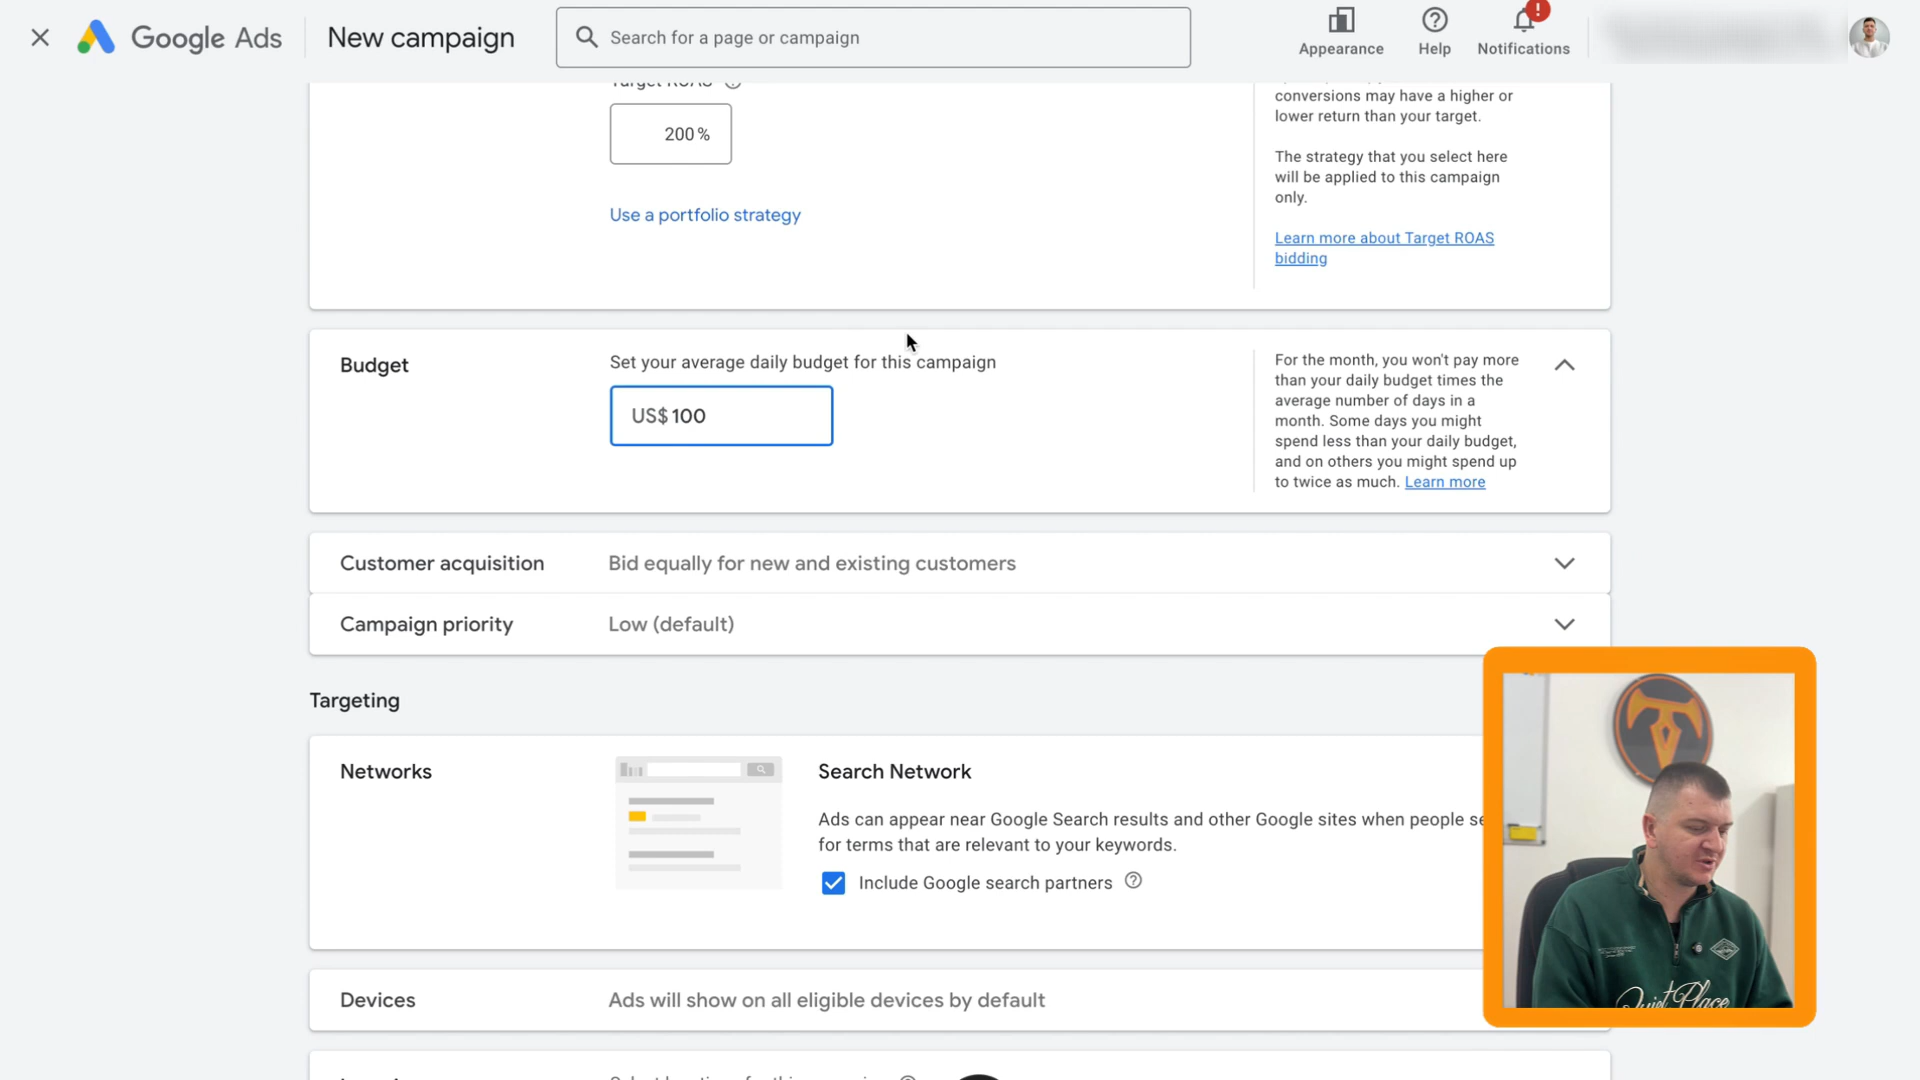 Google Ads
New campaign
Search for a page or campaign
Appearance
Help
Notifications
Target ROAS
200 %
Use a portfolio strategy
conversions may have a higher or
lower return than your target.
The strategy that you select here
will be applied to this campaign
only.
Learn more about Target ROAS
bidding
Budget
Set your average daily budget for this campaign
US$ 100
For the month, you won't pay more
than your daily budget times the
average number of days in a
month. Some days you might
spend less than your daily budget,
and on others you might spend up
to twice as much. Learn more
Customer acquisition
Bid equally for new and existing customers
Campaign priority
Low (default)
Targeting
Networks
Search Network
Ads can appear near Google Search results and other Google sites when people
for terms that are relevant to your keywords.
Include Google search partners
Devices
Ads will show on all eligible devices by default
Quiet Place